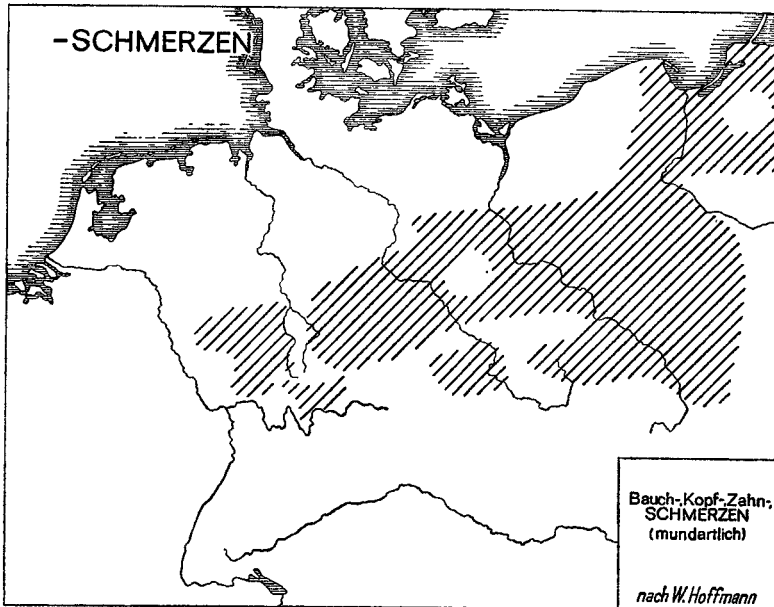 -SCHMERZEN
Bauch-,Kopf-,Zahn-,
SCHMERZEN
(mundartlich)
nach W. Hoffmann